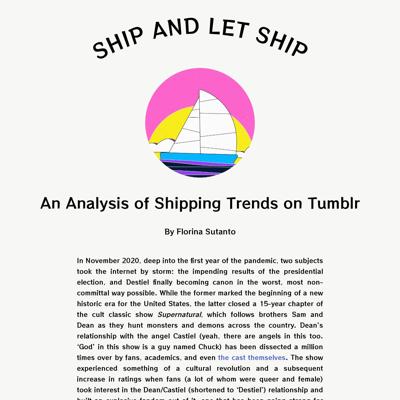 SHIP AND LET SHIP
An Analysis of Shipping Trends on Tumblr
By Florina Sutanto
In November 2020, deep into the first year of the pandemic, two subjects
took the internet by storm: the impending results of the presidential
election, and Destiel finally becoming canon in the worst, most non-
committal way possible. While the former marked the beginning of a new
historic era for the United States, the latter closed a 15-year chapter of
the cult classic show Supernatural, which follows brothers Sam and
Dean as they hunt monsters and demons across the country. Dean's
relationship with the angel Castiel (yeah, there are angels in this too.
'God' in this show is a guy named Chuck) has been dissected a million
times over by fans, academics, and even the cast themselves. The show
experienced something of a cultural revolution and a subsequent
increase in ratings when fans (a lot of whom were queer and female)
took interest in the Dean/Castiel (shortened to 'Destiel') relationship and